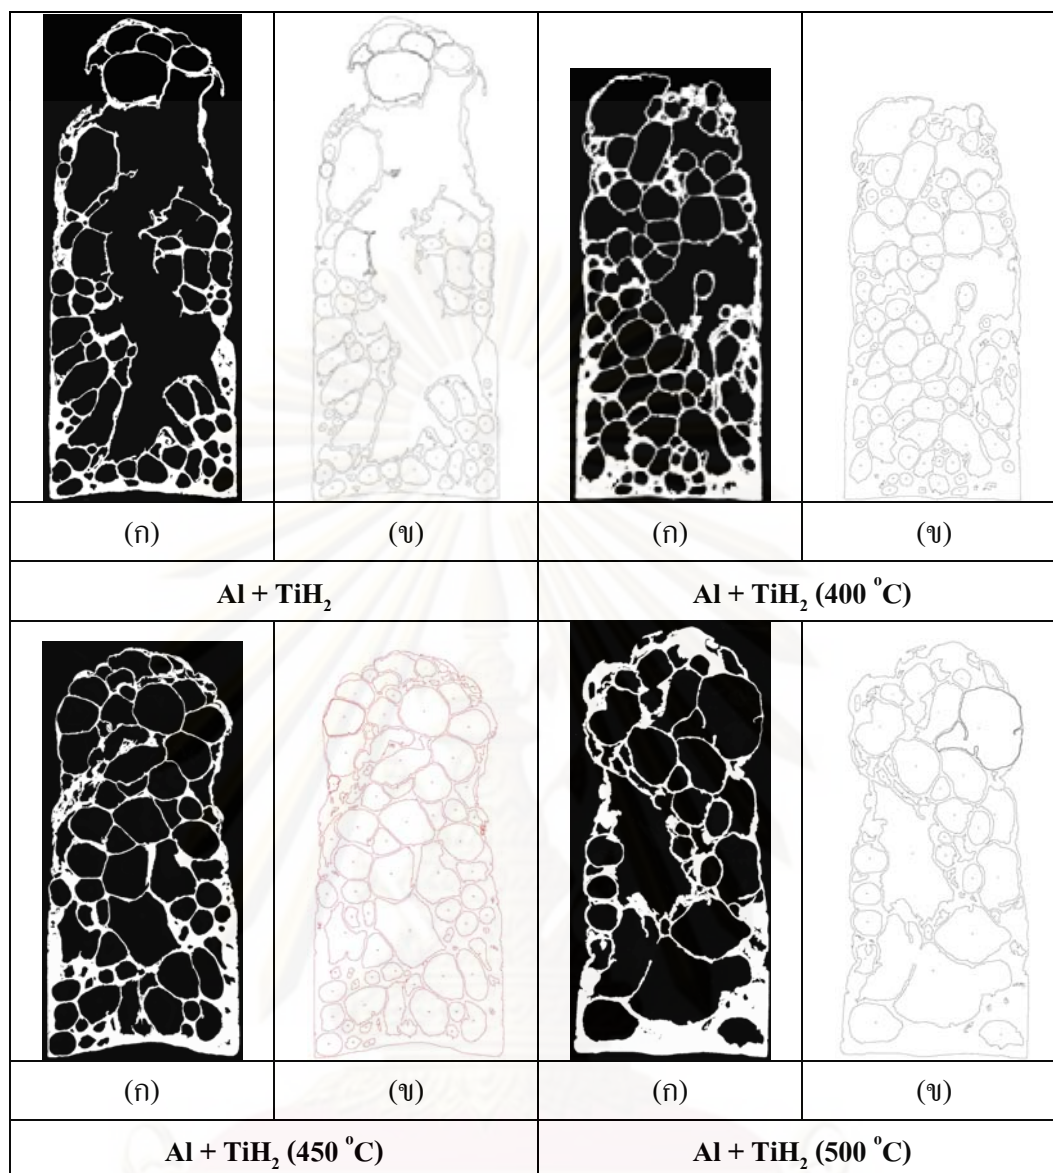 (ก) (ข) (ก) (ข)
Al + TiH₂ Al + TiH₂ (400 °C)
(ก) (ข) (ก) (ข)
Al + TiH₂ (450 °C) Al + TiH₂ (500 °C)